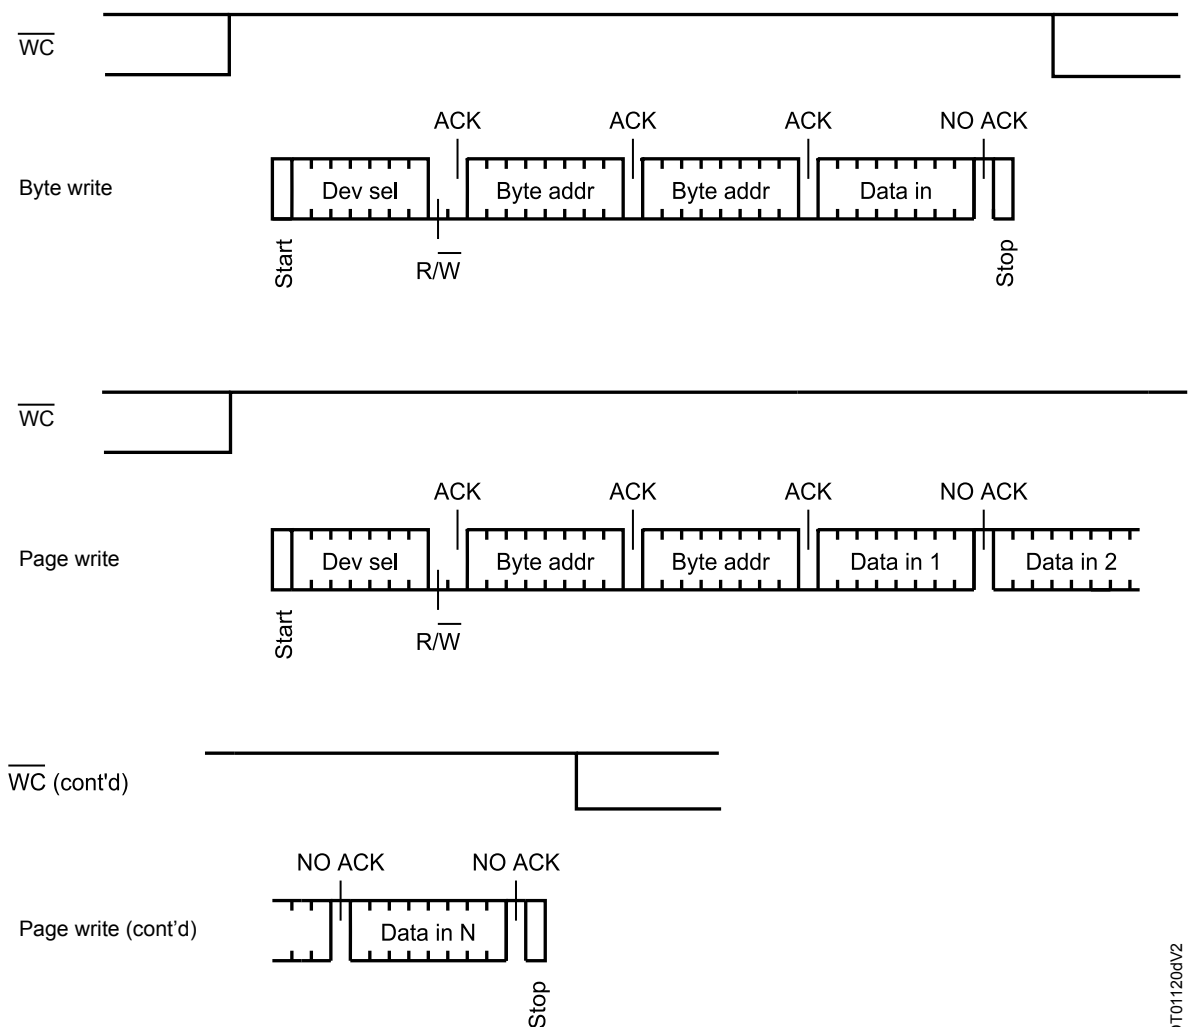 WC
ACK ACK ACK NO ACK
Byte write Dev sel Byte addr Byte addr Data in
Start R/W Stop
WC
ACK ACK ACK NO ACK
Page write Dev sel Byte addr Byte addr Data in 1 Data in 2
Start R/W
WC (cont'd)
NO ACK NO ACK
Page write (cont’d) Data in N
Stop